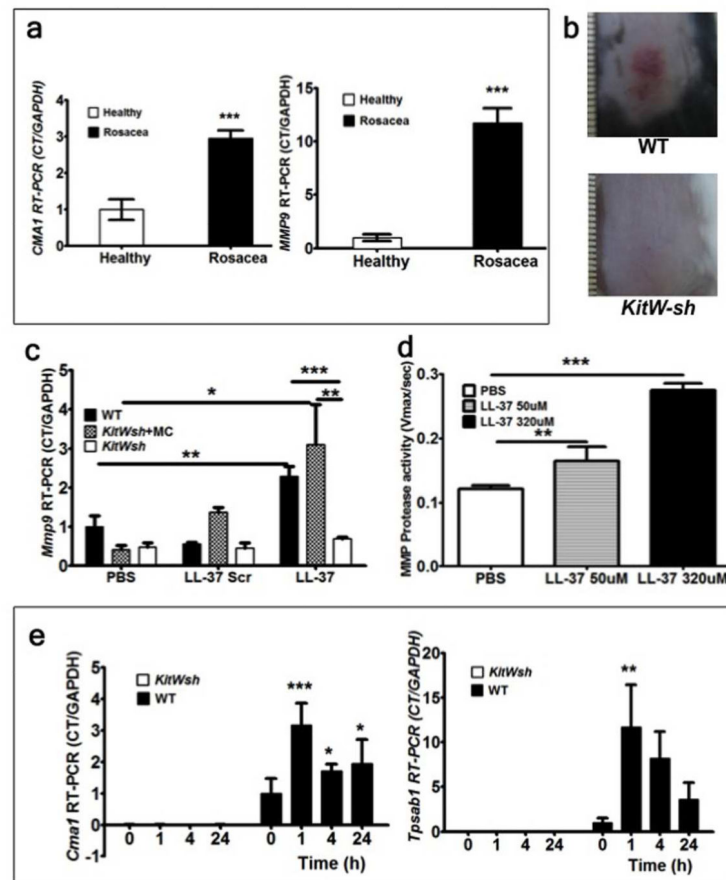 a
CMA1 RT-PCR (CT/GAPDH)
4
3
2
1
0
Healthy
Rosacea
***
Healthy
Rosacea
MMP9 RT-PCR (CT/GAPDH)
15
10
5
0
Healthy
Rosacea
***
Healthy
Rosacea
b
WT
KitW-sh
c
Mmp9 RT-PCR (CT/GAPDH)
5
4
3
2
1
0
WT
KitWsh+MC
KitWsh
*
**
***
**
PBS
LL-37 Scr
LL-37
d
MMP Protease activity (Vmax/sec)
0.3
0.2
0.1
0.0
PBS
LL-37 50uM
LL-37 320uM
***
**
PBS
LL-37 50uM
LL-37 320uM
e
Cma1 RT-PCR (CT/GAPDH)
5
4
3
2
1
0
-1
KitWsh
WT
***
*
*
0 1 4 24 0 1 4 24
Time (h)
Tpsab1 RT-PCR (CT/GAPDH)
20
15
10
5
0
KitWsh
WT
**
0 1 4 24 0 1 4 24
Time (h)